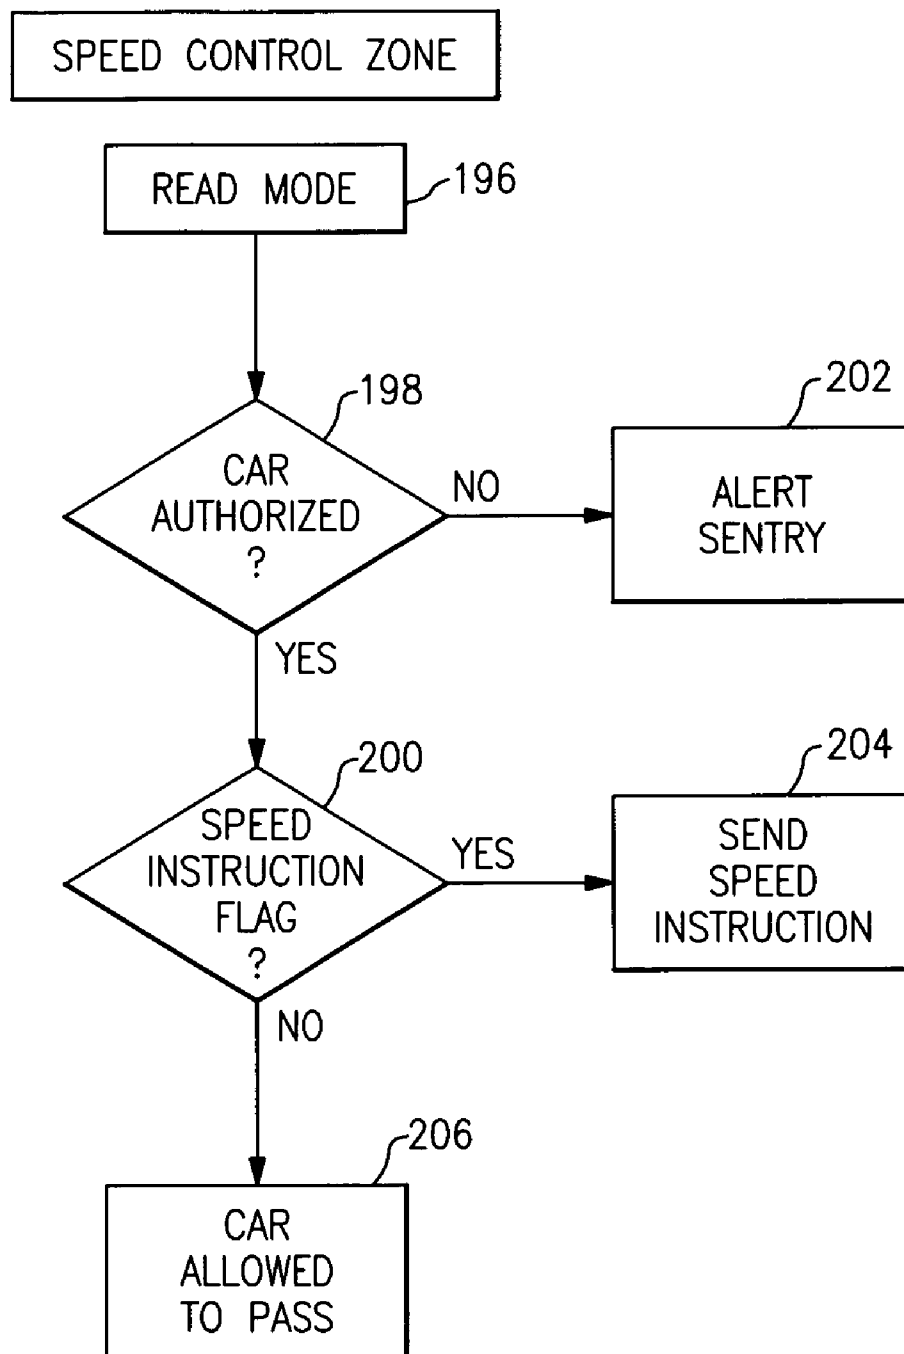 SPEED CONTROL ZONE
READ MODE
196
198
CAR
AUTHORIZED
?
NO
202
ALERT
SENTRY
YES
200
SPEED
INSTRUCTION
FLAG
?
YES
204
SEND
SPEED
INSTRUCTION
NO
206
CAR
ALLOWED
TO PASS